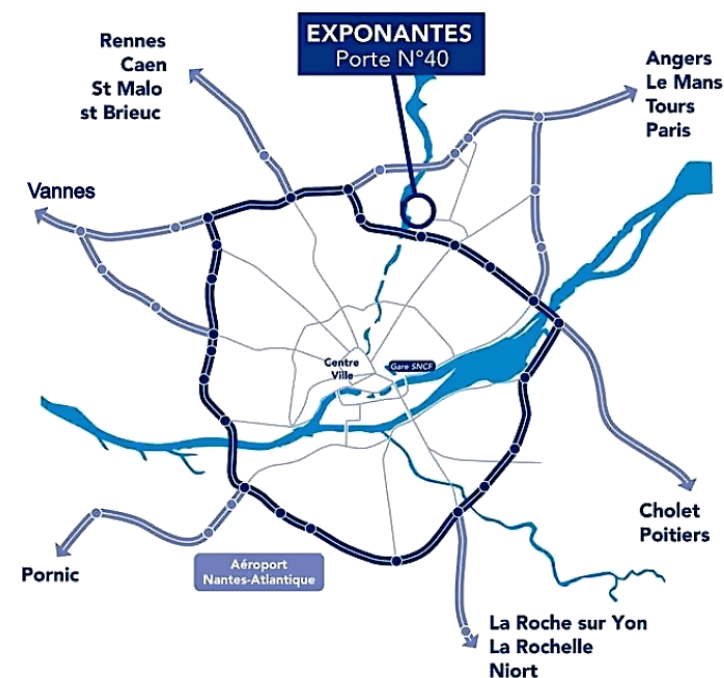 EXPONANTES
Porte N°40
Rennes
Caen
St Malo
st Brieuc
Angers
Le Mans
Tours
Paris
Vannes
Centre
Ville
Gare SNCF
Cholet
Poitiers
Pornic
Aéroport
Nantes-Atlantique
La Roche sur Yon
La Rochelle
Niort